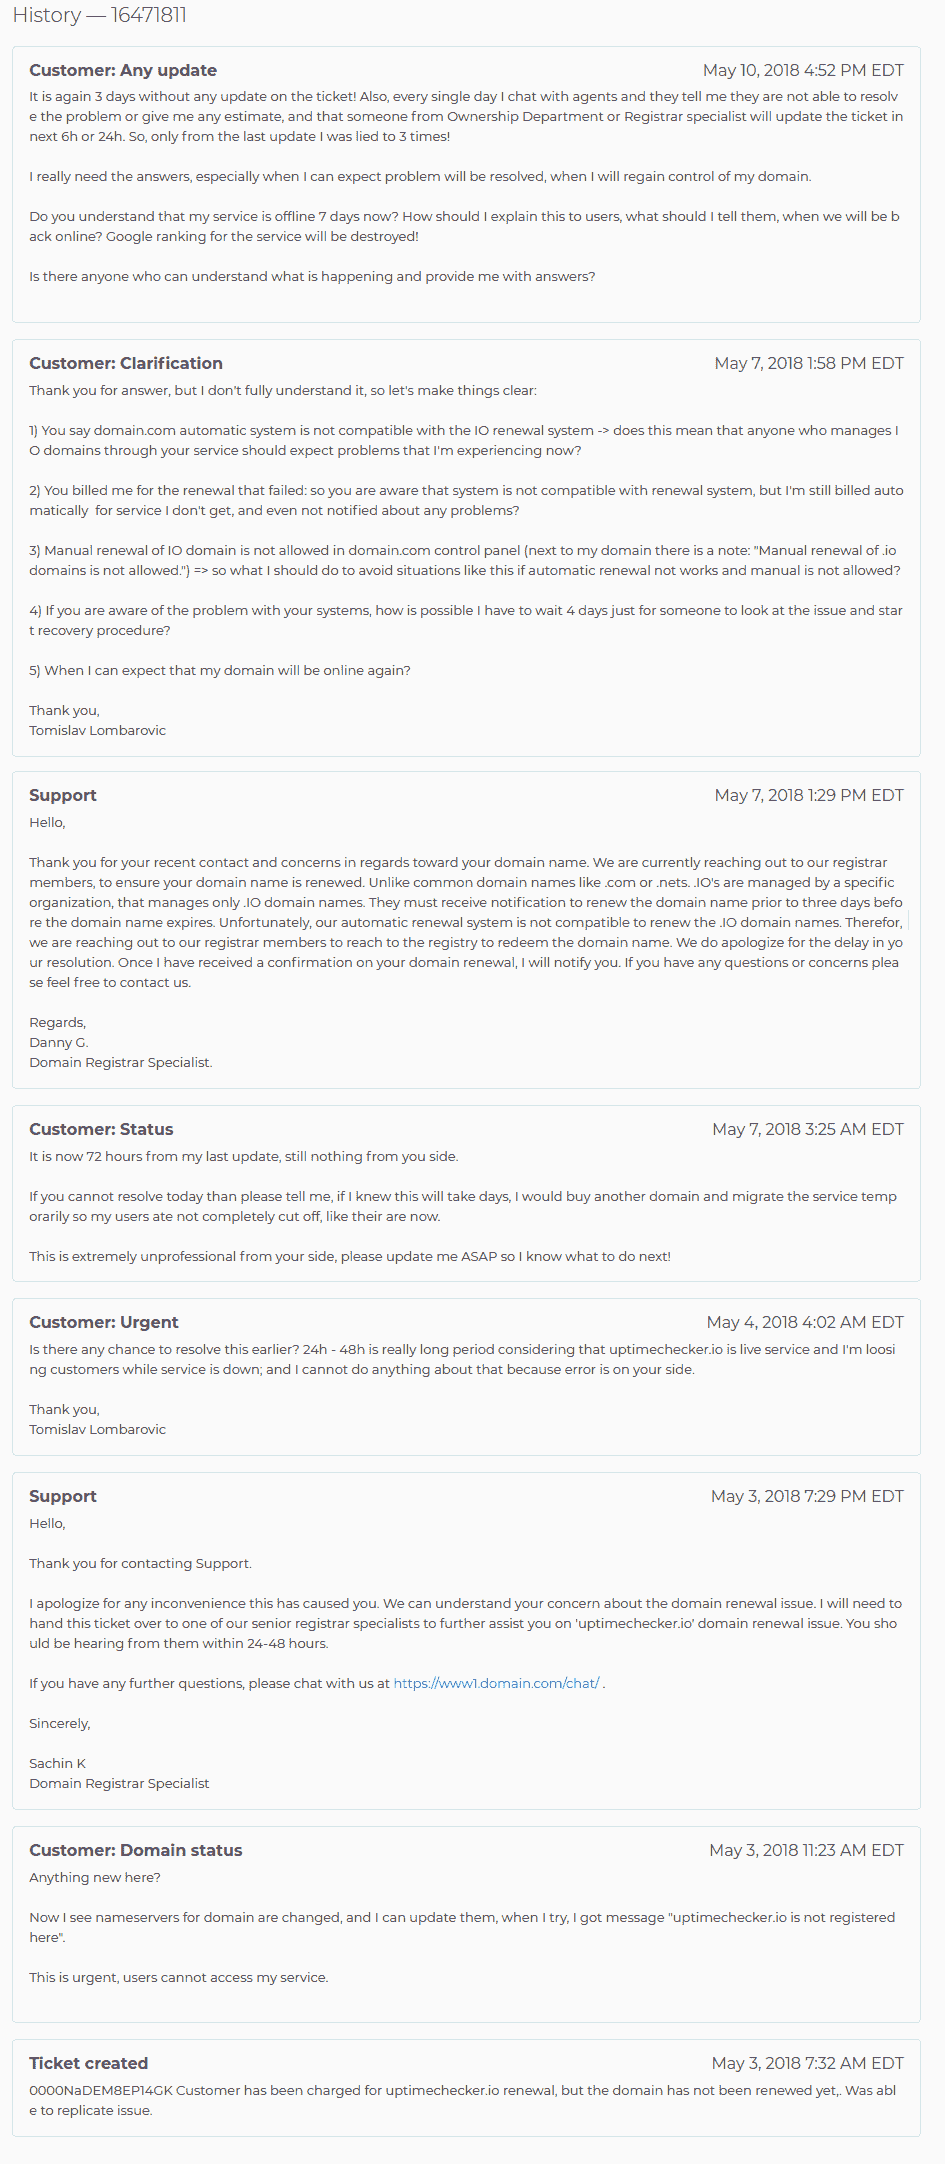 History — 16471811
Customer: Any update
May 10, 2018 4:52 PM EDT
It is again 3 days without any update on the ticket! Also, every single day I chat with agents and they tell me they are not able to resolv
e the problem or give me any estimate, and that someone from Ownership Department or Registrar specialist will update the ticket in
next 6h or 24h. So, only from the last update I was lied to 3 times!
I really need the answers, especially when I can expect problem will be resolved, when I will regain control of my domain.
Do you understand that my service is offline 7 days now? How should I explain this to users, what should I tell them, when we will be b
ack online? Google ranking for the service will be destroyed!
Is there anyone who can understand what is happening and provide me with answers?
Customer: Clarification
May 7, 2018 1:58 PM EDT
Thank you for answer, but I don't fully understand it, so let's make things clear:
1) You say domain.com automatic system is not compatible with the IO renewal system -> does this mean that anyone who manages I
O domains through your service should expect problems that I'm experiencing now?
2) You billed me for the renewal that failed: so you are aware that system is not compatible with renewal system, but I'm still billed auto
matically  for service I don't get, and even not notified about any problems?
3) Manual renewal of IO domain is not allowed in domain.com control panel (next to my domain there is a note: "Manual renewal of .io
domains is not allowed.") => so what I should do to avoid situations like this if automatic renewal not works and manual is not allowed?
4) If you are aware of the problem with your systems, how is possible I have to wait 4 days just for someone to look at the issue and star
t recovery procedure?
5) When I can expect that my domain will be online again?
Thank you,
Tomislav Lombarovic
Support
May 7, 2018 1:29 PM EDT
Hello,
Thank you for your recent contact and concerns in regards toward your domain name. We are currently reaching out to our registrar
members, to ensure your domain name is renewed. Unlike common domain names like .com or .nets. .IO's are managed by a specific
organization, that manages only .IO domain names. They must receive notification to renew the domain name prior to three days befo
re the domain name expires. Unfortunately, our automatic renewal system is not compatible to renew the .IO domain names. Therefor,
we are reaching out to our registrar members to reach to the registry to redeem the domain name. We do apologize for the delay in yo
ur resolution. Once I have received a confirmation on your domain renewal, I will notify you. If you have any questions or concerns plea
se feel free to contact us.
Regards,
Danny G.
Domain Registrar Specialist.
Customer: Status
May 7, 2018 3:25 AM EDT
It is now 72 hours from my last update, still nothing from you side.
If you cannot resolve today than please tell me, if I knew this will take days, I would buy another domain and migrate the service temp
orarily so my users ate not completely cut off, like their are now.
This is extremely unprofessional from your side, please update me ASAP so I know what to do next!
Customer: Urgent
May 4, 2018 4:02 AM EDT
Is there any chance to resolve this earlier? 24h - 48h is really long period considering that uptimechecker.io is live service and I'm loosi
ng customers while service is down; and I cannot do anything about that because error is on your side.
Thank you,
Tomislav Lombarovic
Support
May 3, 2018 7:29 PM EDT
Hello,
Thank you for contacting Support.
I apologize for any inconvenience this has caused you. We can understand your concern about the domain renewal issue. I will need to
hand this ticket over to one of our senior registrar specialists to further assist you on 'uptimechecker.io' domain renewal issue. You sho
uld be hearing from them within 24-48 hours.
If you have any further questions, please chat with us at https://www1.domain.com/chat/ .
Sincerely,
Sachin K
Domain Registrar Specialist
Customer: Domain status
May 3, 2018 11:23 AM EDT
Anything new here?
Now I see nameservers for domain are changed, and I can update them, when I try, I got message "uptimechecker.io is not registered
here".
This is urgent, users cannot access my service.
Ticket created
May 3, 2018 7:32 AM EDT
0000NaDEM8EP14GK Customer has been charged for uptimechecker.io renewal, but the domain has not been renewed yet,. Was abl
e to replicate issue.